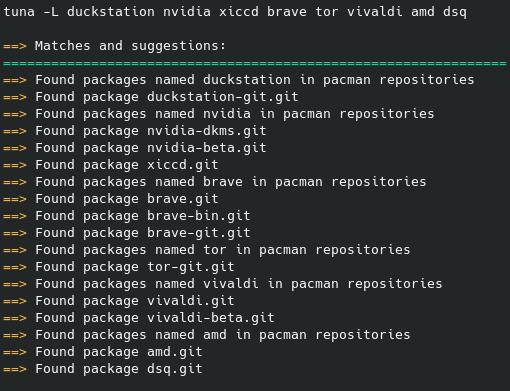 tuna -L duckstation nvidia xiccd brave tor vivaldi amd dsq
==> Matches and suggestions:
===============================================================
==> Found packages named duckstation in pacman repositories
==> Found package duckstation-git.git
==> Found packages named nvidia in pacman repositories
==> Found package nvidia-dkms.git
==> Found package nvidia-beta.git
==> Found package xiccd.git
==> Found packages named brave in pacman repositories
==> Found package brave.git
==> Found package brave-bin.git
==> Found package brave-git.git
==> Found packages named tor in pacman repositories
==> Found package tor-git.git
==> Found packages named vivaldi in pacman repositories
==> Found package vivaldi.git
==> Found package vivaldi-beta.git
==> Found packages named amd in pacman repositories
==> Found package amd.git
==> Found package dsq.git